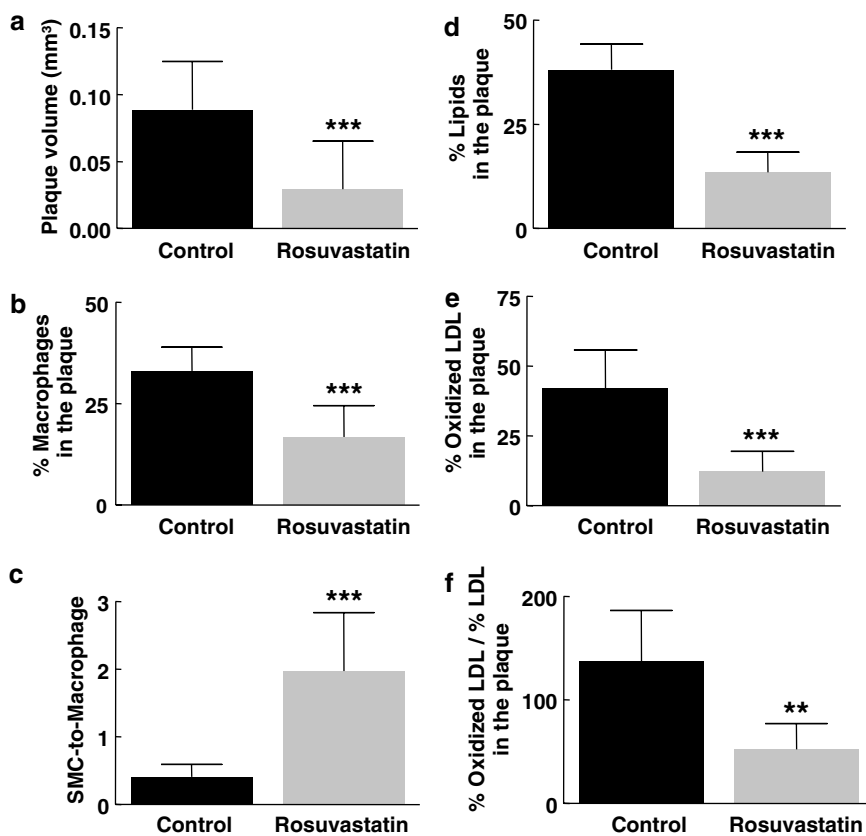 a
Plaque volume (mm³)
0.15
0.10
0.05
0.00
***
Control
Rosuvastatin
b
% Macrophages
in the plaque
50
25
0
***
Control
Rosuvastatin
c
SMC-to-Macrophage
3
2
1
0
***
Control
Rosuvastatin
d
% Lipids
in the plaque
50
25
0
***
Control
Rosuvastatin
e
% Oxidized LDL
in the plaque
75
50
25
0
***
Control
Rosuvastatin
f
% Oxidized LDL / % LDL
in the plaque
200
100
0
**
Control
Rosuvastatin